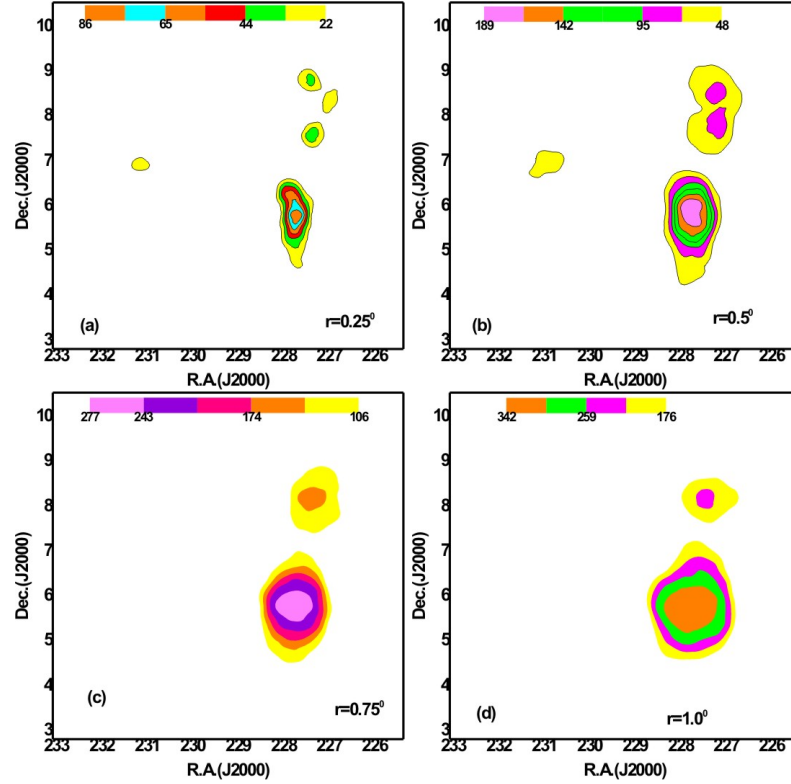 86 65 44 22
10
9
8
7
6
5
4
3
Dec.(J2000)
(a)
r=0.25⁰
233 232 231 230 229 228 227 226
R.A.(J2000)
189 142 95 48
10
9
8
7
6
5
4
3
Dec.(J2000)
(b)
r=0.5⁰
233 232 231 230 229 228 227 226
R.A.(J2000)
277 243 174 106
10
9
8
7
6
5
4
3
Dec.(J2000)
(c)
r=0.75⁰
233 232 231 230 229 228 227 226
R.A.(J2000)
342 259 176
10
9
8
7
6
5
4
3
Dec.(J2000)
(d)
r=1.0⁰
233 232 231 230 229 228 227 226
R.A.(J2000)